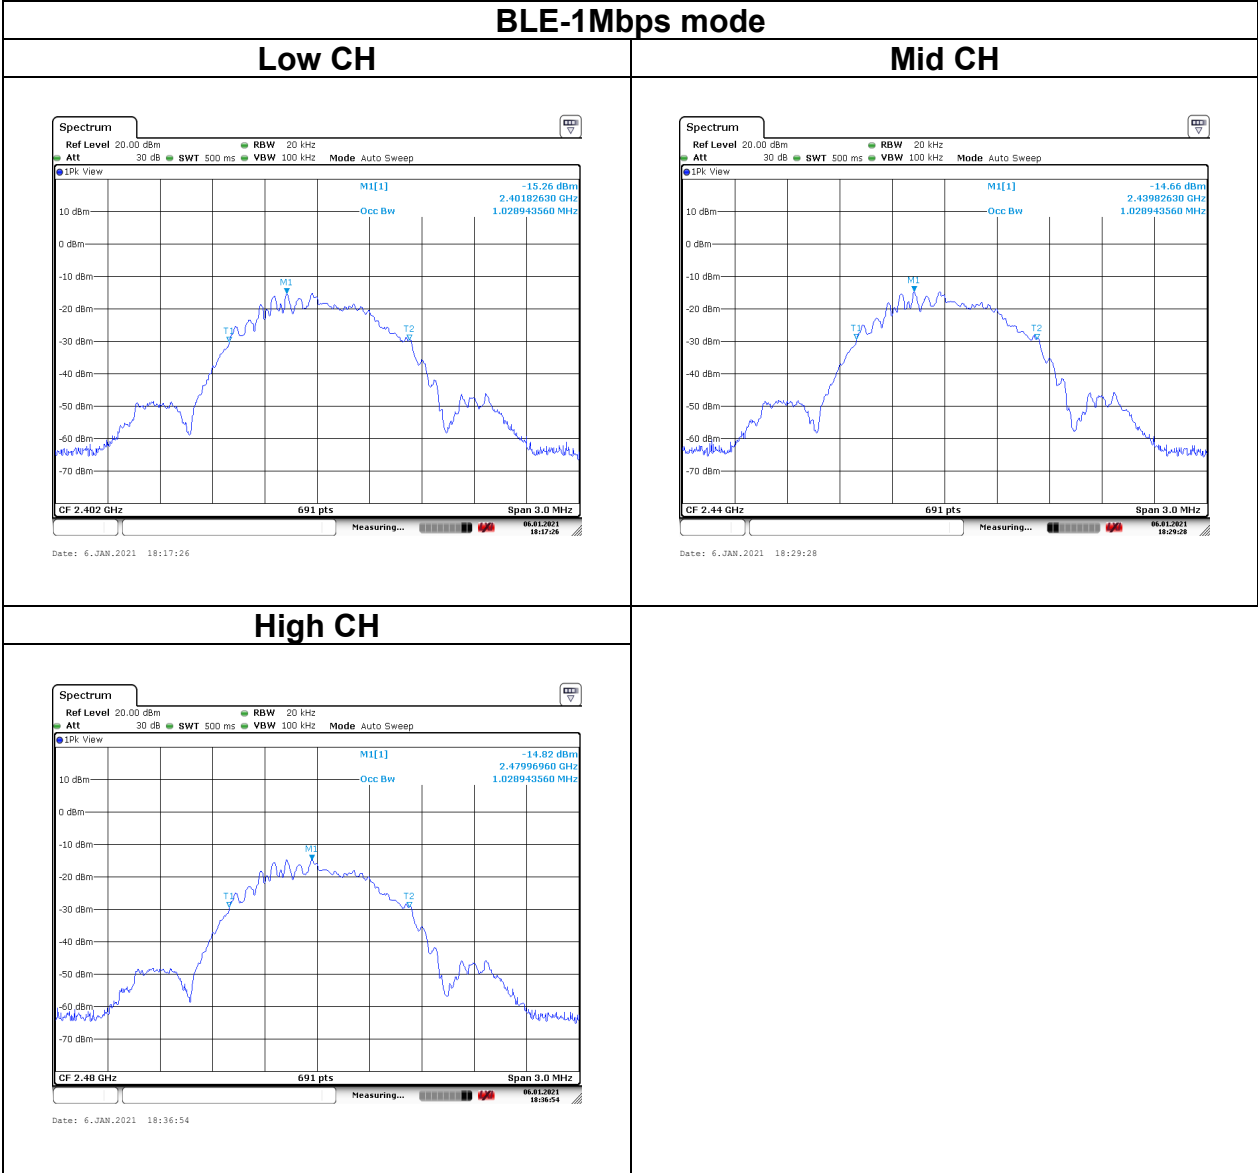 BLE-1Mbps mode
Low CH
Mid CH
Spectrum
Ref Level 20.00 dBm RBW 20 kHz
Att 30 dB SWT 500 ms VBW 100 kHz Mode Auto Sweep
1Pk View
M1[1] -15.26 dBm
2.40182630 GHz
10 dBm Occ Bw 1.028943560 MHz
0 dBm
-10 dBm
M1
-20 dBm
T1 T2
-30 dBm
-40 dBm
-50 dBm
-60 dBm
-70 dBm
CF 2.402 GHz 691 pts Span 3.0 MHz
Measuring... 06.01.2021
18:17:26
Date: 6.JAN.2021 18:17:26
Spectrum
Ref Level 20.00 dBm RBW 20 kHz
Att 30 dB SWT 500 ms VBW 100 kHz Mode Auto Sweep
1Pk View
M1[1] -14.66 dBm
2.43982630 GHz
10 dBm Occ Bw 1.028943560 MHz
0 dBm
-10 dBm
M1
-20 dBm
T1 T2
-30 dBm
-40 dBm
-50 dBm
-60 dBm
-70 dBm
CF 2.44 GHz 691 pts Span 3.0 MHz
Measuring... 06.01.2021
18:29:28
Date: 6.JAN.2021 18:29:28
High CH
Spectrum
Ref Level 20.00 dBm RBW 20 kHz
Att 30 dB SWT 500 ms VBW 100 kHz Mode Auto Sweep
1Pk View
M1[1] -14.82 dBm
2.47996960 GHz
10 dBm Occ Bw 1.028943560 MHz
0 dBm
-10 dBm
M1
-20 dBm
T1 T2
-30 dBm
-40 dBm
-50 dBm
-60 dBm
-70 dBm
CF 2.48 GHz 691 pts Span 3.0 MHz
Measuring... 06.01.2021
18:36:54
Date: 6.JAN.2021 18:36:54